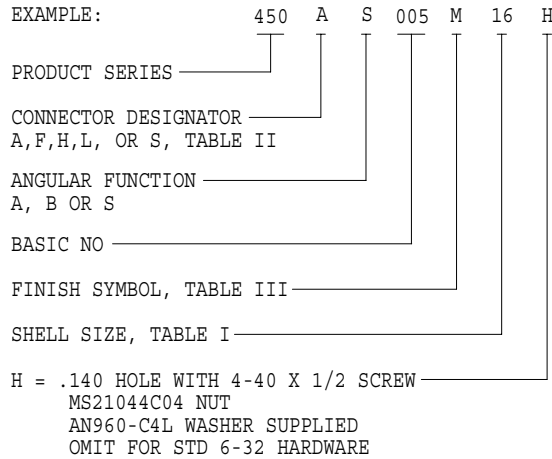 EXAMPLE: 450 A S 005 M 16 H
PRODUCT SERIES
CONNECTOR DESIGNATOR
A,F,H,L, OR S, TABLE II
ANGULAR FUNCTION
A, B OR S
BASIC NO
FINISH SYMBOL, TABLE III
SHELL SIZE, TABLE I
H = .140 HOLE WITH 4-40 X 1/2 SCREW
MS21044C04 NUT
AN960-C4L WASHER SUPPLIED
OMIT FOR STD 6-32 HARDWARE